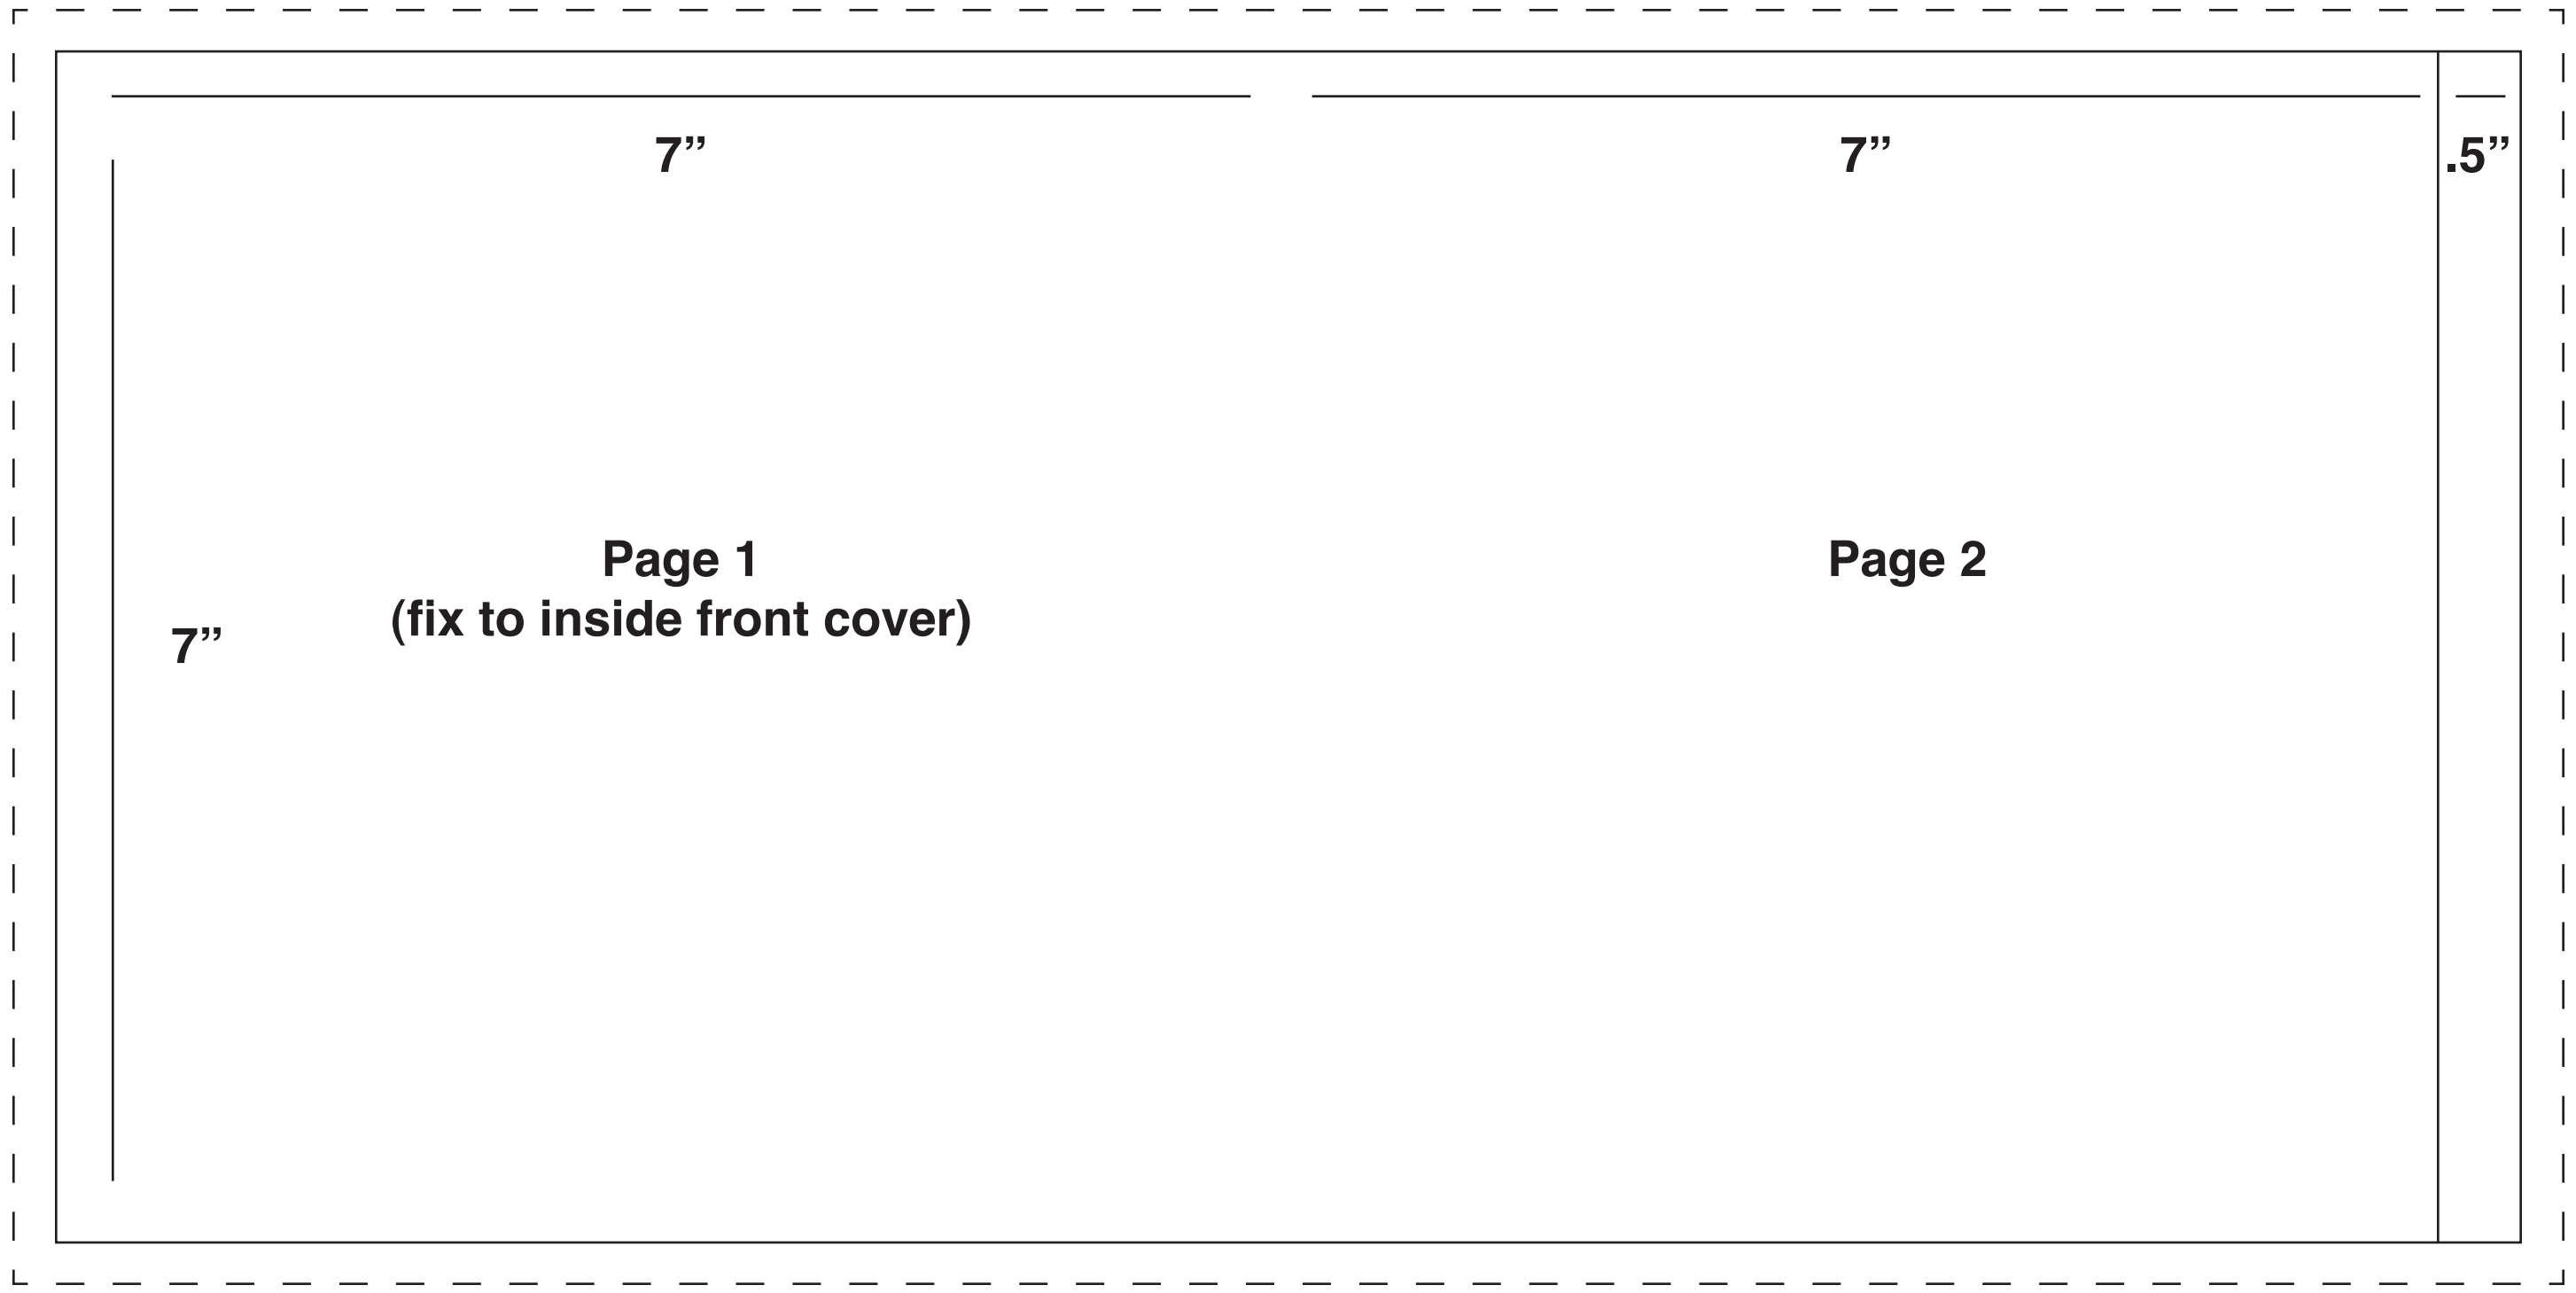 7”
7”
.5”
Page 1
(fix to inside front cover)
Page 2
7”